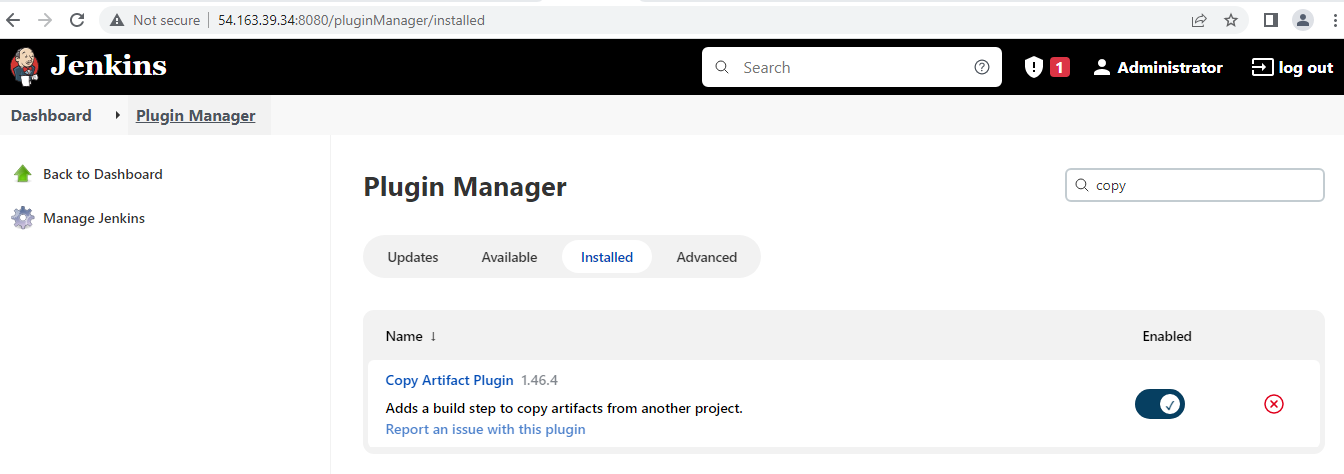 Not secure | 54.163.39.34:8080/pluginManager/installed
Jenkins
Search
1
Administrator
log out
Dashboard
Plugin Manager
Back to Dashboard
Manage Jenkins
Plugin Manager
copy
Updates
Available
Installed
Advanced
Name ↓
Enabled
Copy Artifact Plugin 1.46.4
Adds a build step to copy artifacts from another project.
Report an issue with this plugin